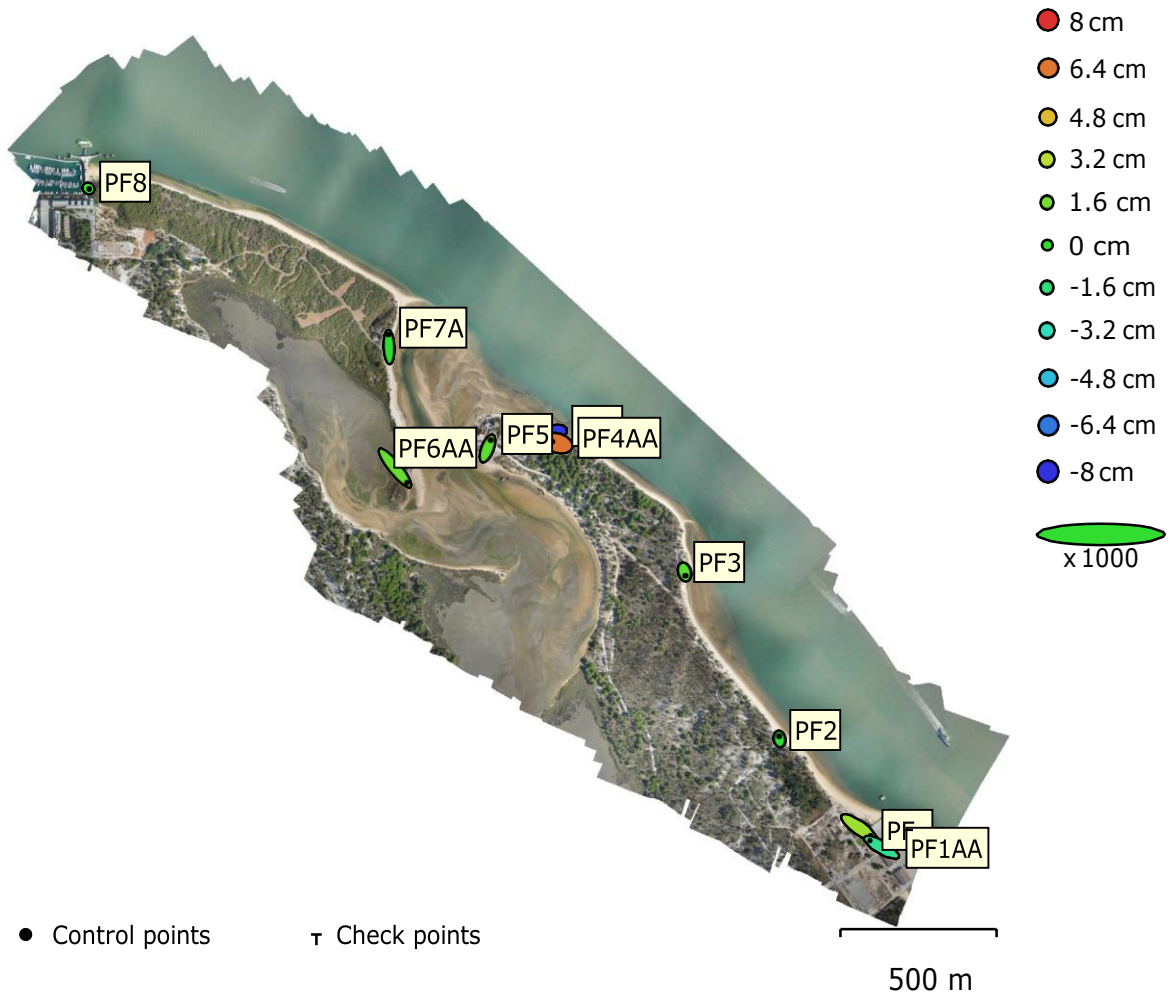 8 cm
6.4 cm
4.8 cm
3.2 cm
1.6 cm
0 cm
-1.6 cm
-3.2 cm
-4.8 cm
-6.4 cm
-8 cm
x 1000
PF8
PF7A
PF5
PF4AA
PF6AA
PF3
PF2
PF
PF1AA
Control points
Check points
500 m